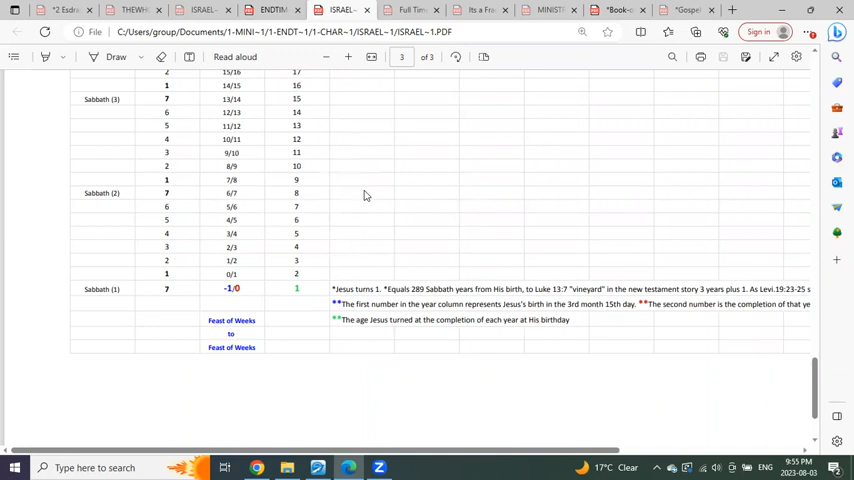 *2 Esdra
THEWHO
ISRAEL~
ENDTIM
ISRAEL~
Full Tim
Its a Fro
MINISTR
*Book-o
*Gospel
File
C:/Users/group/Documents/1-MINI~1/1-ENDT~1/1-CHAR~1/ISRAEL~1/ISRAEL~1.PDF
Sign in
Draw
Read aloud
3 of 3
2 15/16 17
1 14/15 16
Sabbath (3) 7 13/14 15
6 12/13 14
5 11/12 13
4 10/11 12
3 9/10 11
2 8/9 10
1 7/8 9
Sabbath (2) 7 6/7 8
6 5/6 7
5 4/5 6
4 3/4 5
3 2/3 4
2 1/2 3
1 0/1 2
Sabbath (1) 7 -1/0 1 *Jesus turns 1. *Equals 289 Sabbath years from His birth, to Luke 13:7 "vineyard" in the new testament story 3 years plus 1. As Levi.19:23-25 s
**The first number in the year column represents Jesus's birth in the 3rd month 15th day. **The second number is the completion of that ye
Feast of Weeks **The age Jesus turned at the completion of each year at His birthday
to
Feast of Weeks
Type here to search
17°C Clear
ENG
9:55 PM
2023-08-03
2